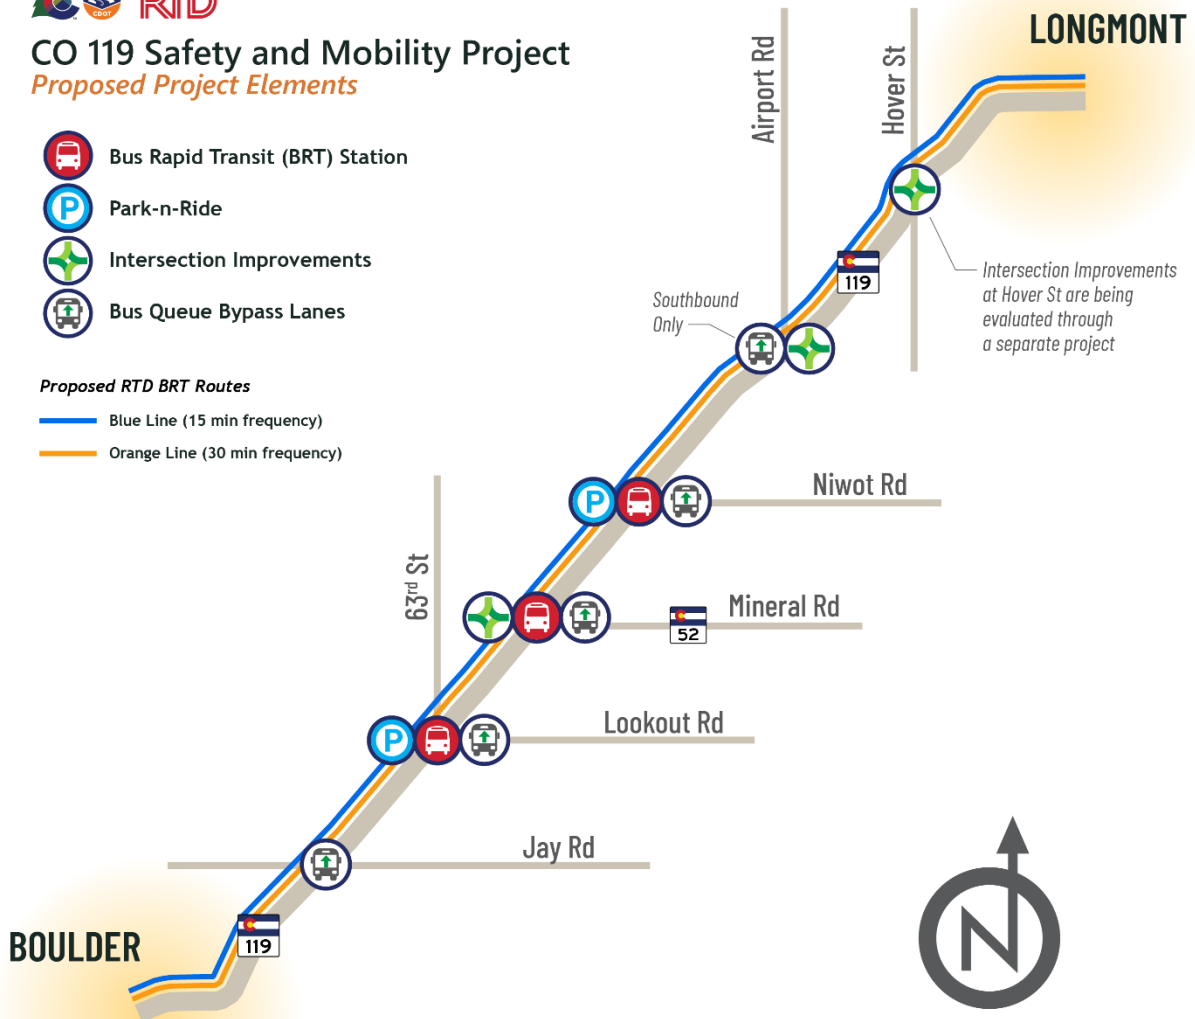 CDOT
RTD
CO 119 Safety and Mobility Project
Proposed Project Elements
Bus Rapid Transit (BRT) Station
P
Park-n-Ride
Intersection Improvements
Bus Queue Bypass Lanes
Proposed RTD BRT Routes
Blue Line (15 min frequency)
Orange Line (30 min frequency)
LONGMONT
Airport Rd
Hover St
119
Intersection Improvements
at Hover St are being
evaluated through
a separate project
Southbound
Only
P
Niwot Rd
63rd St
Mineral Rd
52
P
Lookout Rd
Jay Rd
119
BOULDER
N